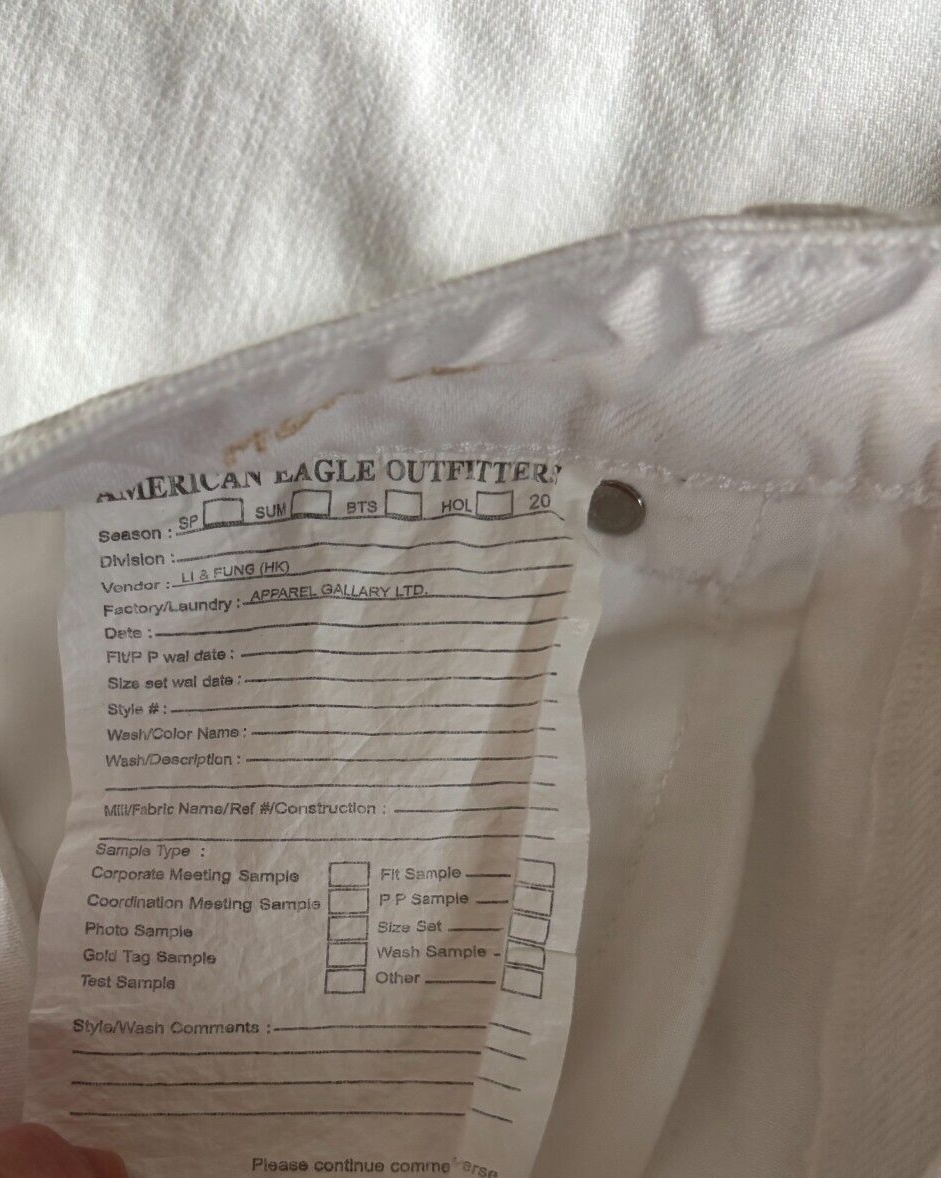 AMERICAN EAGLE OUTFITTERS
Season : SP SUM BTS HOL 20
Division :
Vendor : LI & FUNG (HK)
Factory/Laundry : APPAREL GALLARY LTD.
Date :
Fit/P P wal date :
Size set wal date :
Style # :
Wash/Color Name :
Wash/Description :
Mill/Fabric Name/Ref #/Construction :
Sample Type :
Corporate Meeting Sample Fit Sample
Coordination Meeting Sample P P Sample
Photo Sample Size Set
Gold Tag Sample Wash Sample
Test Sample Other
Style/Wash Comments :
Please continue